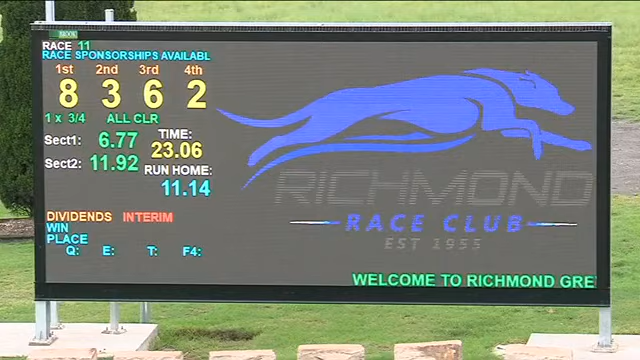 BROOK
RACE 11
RACE SPONSORSHIPS AVAILABL
1st 2nd 3rd 4th
8 3 6 2
1 x 3/4 ALL CLR
Sect1: 6.77 TIME:
23.06
Sect2: 11.92 RUN HOME:
11.14
DIVIDENDS INTERIM
WIN
PLACE
Q: E: T: F4:
RICHMOND
RACE CLUB
EST 1955
WELCOME TO RICHMOND GRE